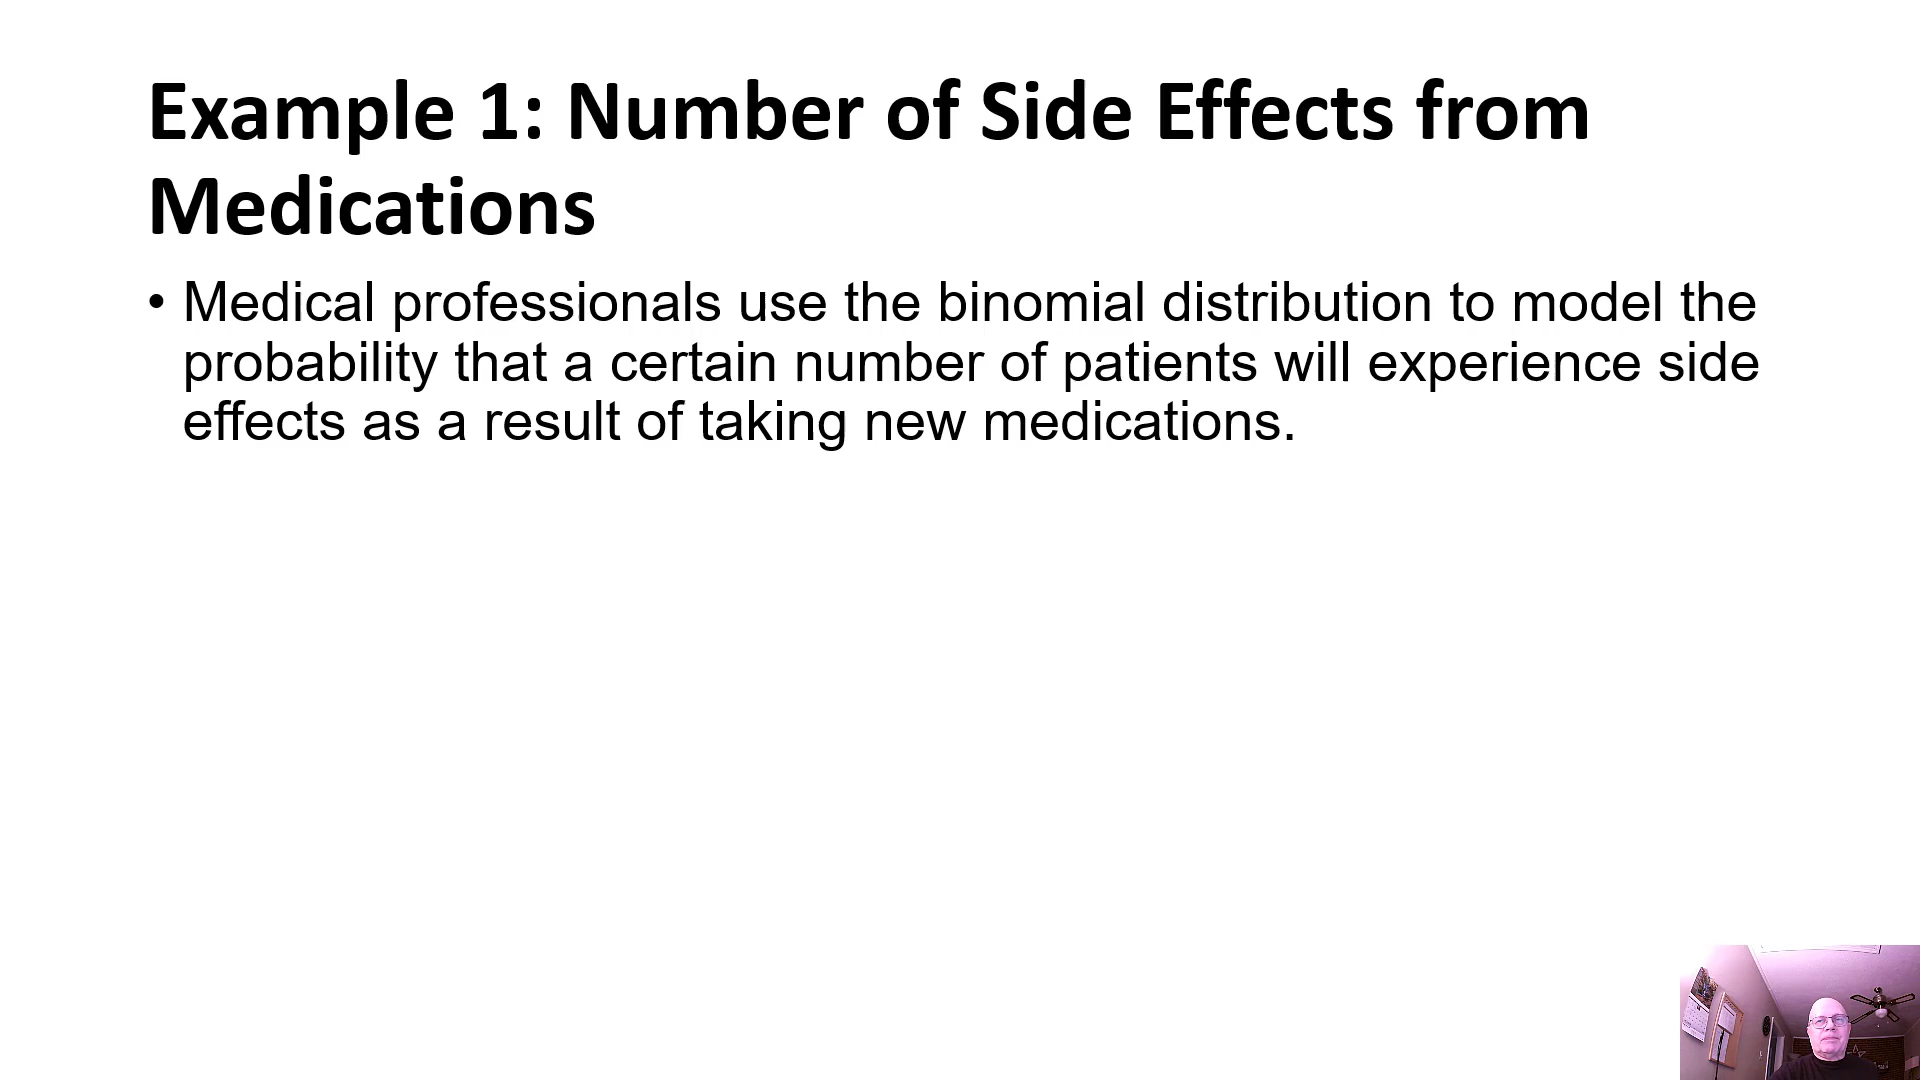 Example 1: Number of Side Effects from
Medications
• Medical professionals use the binomial distribution to model the
probability that a certain number of patients will experience side
effects as a result of taking new medications.